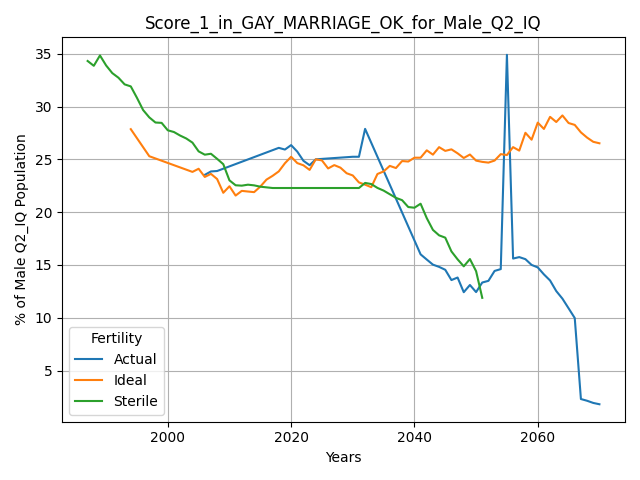 Score_1_in_GAY_MARRIAGE_OK_for_Male_Q2_IQ
% of Male Q2_IQ Population
35
30
25
20
15
10
5
Fertility
Actual
Ideal
Sterile
2000
2020
2040
2060
Years